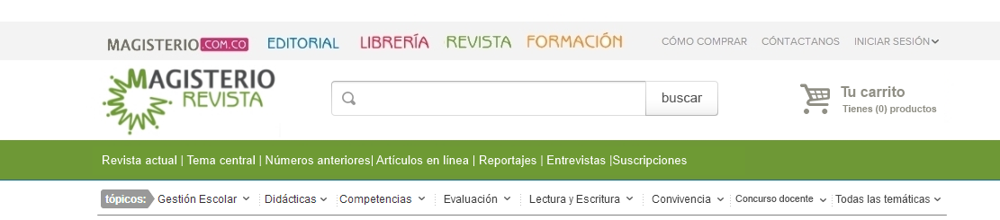 MAGISTERIO.COM.CO EDITORIAL LIBRERÍA REVISTA FORMACIÓN CÓMO COMPRAR CÓNTACTANOS INICIAR SESIÓN
MAGISTERIO
REVISTA
buscar
Tu carrito
Tienes (0) productos
Revista actual | Tema central | Números anteriores| Artículos en línea | Reportajes | Entrevistas |Suscripciones
tópicos: Gestión Escolar Didácticas Competencias Evaluación Lectura y Escritura Convivencia Concurso docente Todas las temáticas